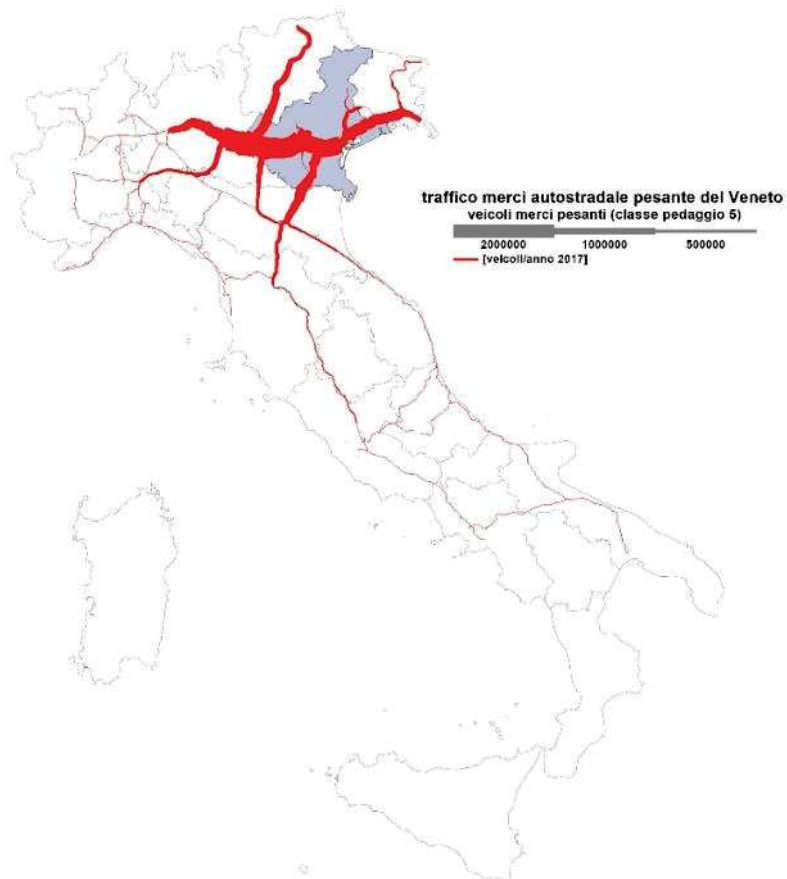 traffico merci autostradale pesante del Veneto
veicoli merci pesanti (classe pedaggio 5)
2000000 1000000 500000
[veicoli/anno 2017]